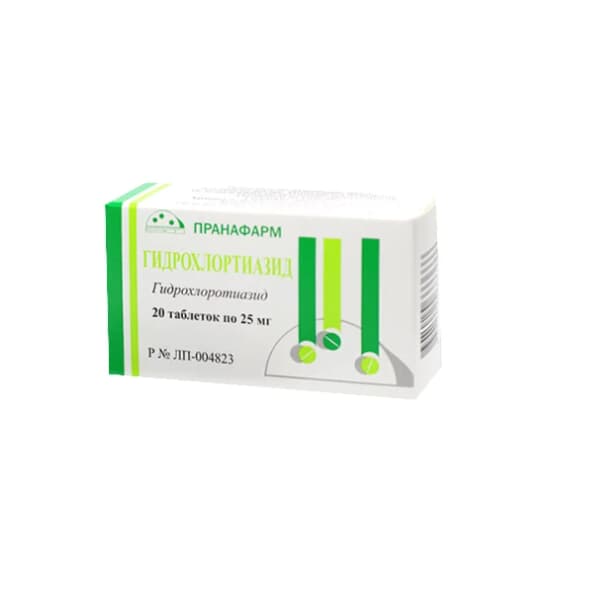 ПРАНАФАРМ
ГИДРОХЛОРТИАЗИД
Гидрохлоротиазид
20 таблеток по 25 мг
Р № ЛП-004823